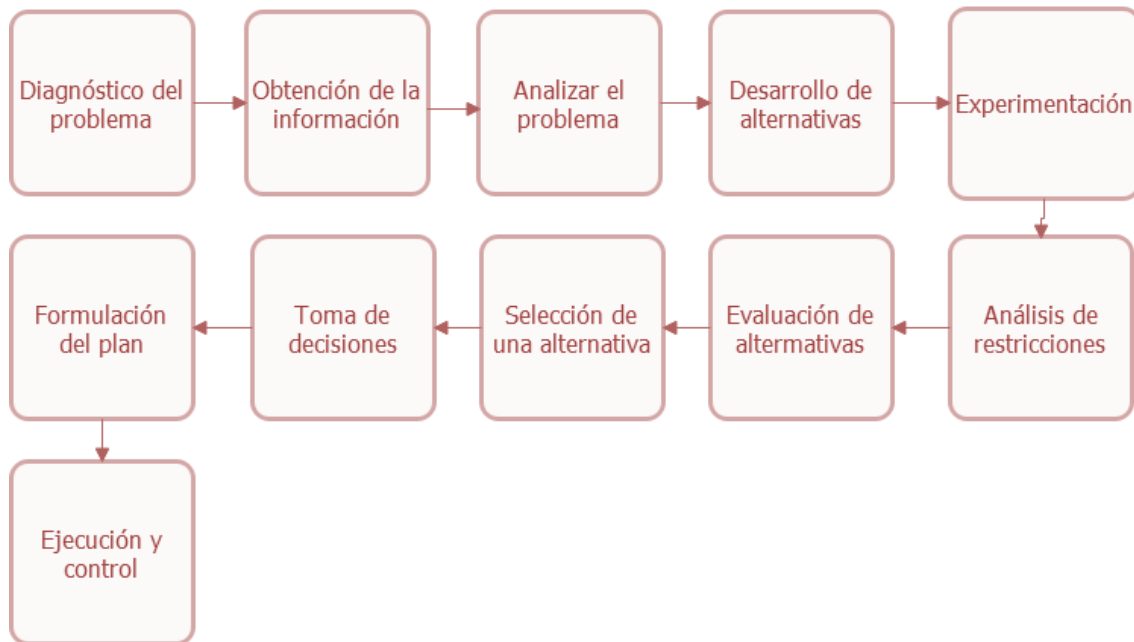 Diagnóstico del
problema
Obtención de la
información
Analizar el
problema
Desarrollo de
alternativas
Experimentación
Análisis de
restricciones
Evaluación de
altermativas
Selección de
una alternativa
Toma de
decisiones
Formulación
del plan
Ejecución y
control